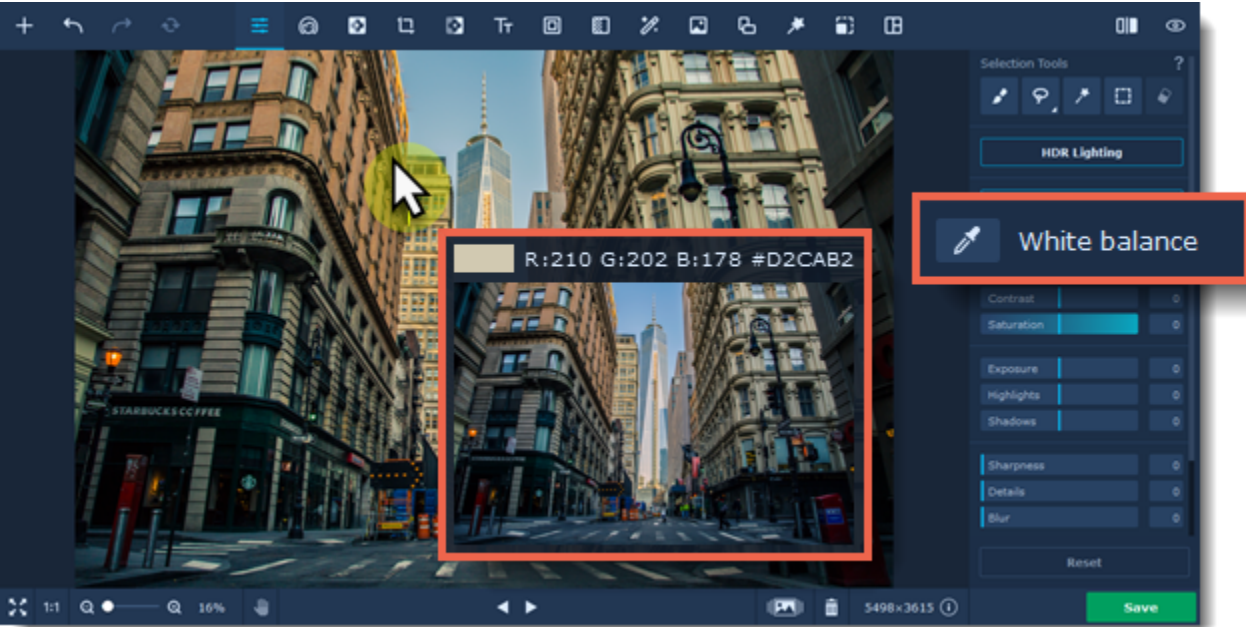 Tт
Selection Tools
?
HDR Lighting
White balance
R:210 G:202 B:178 #D2CAB2
Contrast 0
Saturation 0
Exposure 0
Highlights 0
Shadows 0
STARBUCKS COFFEE
Sharpness 0
Details 0
Blur 0
Reset
1:1
16%
5498×3615
Save